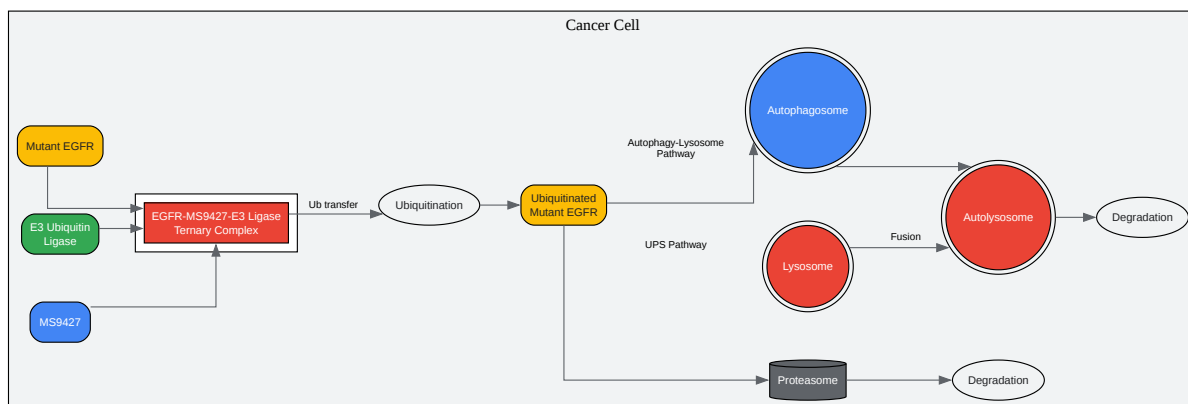 Cancer Cell
Mutant EGFR
E3 Ubiquitin
Ligase
MS9427
EGFR-MS9427-E3 Ligase
Ternary Complex
Ub transfer
Ubiquitination
Ubiquitinated
Mutant EGFR
Autophagy-Lysosome
Pathway
UPS Pathway
Autophagosome
Lysosome
Fusion
Autolysosome
Degradation
Proteasome
Degradation